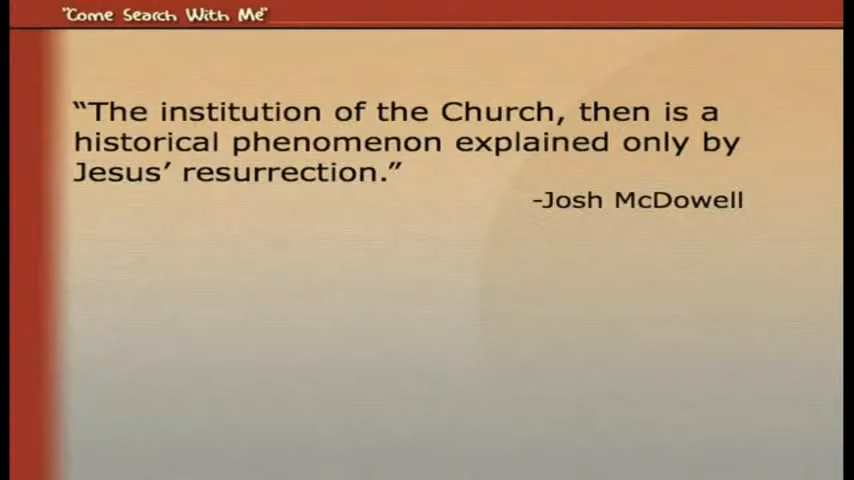 "Come Search With Me"
“The institution of the Church, then is a
historical phenomenon explained only by
Jesus’ resurrection.”
-Josh McDowell